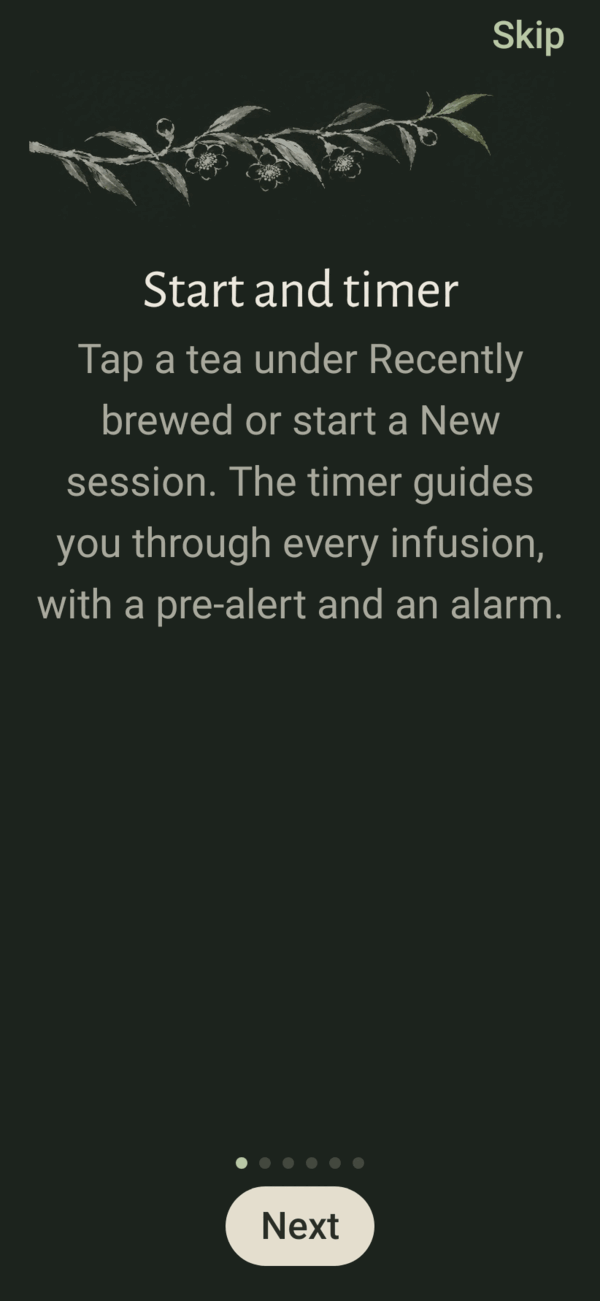 Skip
Start and timer
Tap a tea under Recently
brewed or start a New
session. The timer guides
you through every infusion,
with a pre-alert and an alarm.
Next